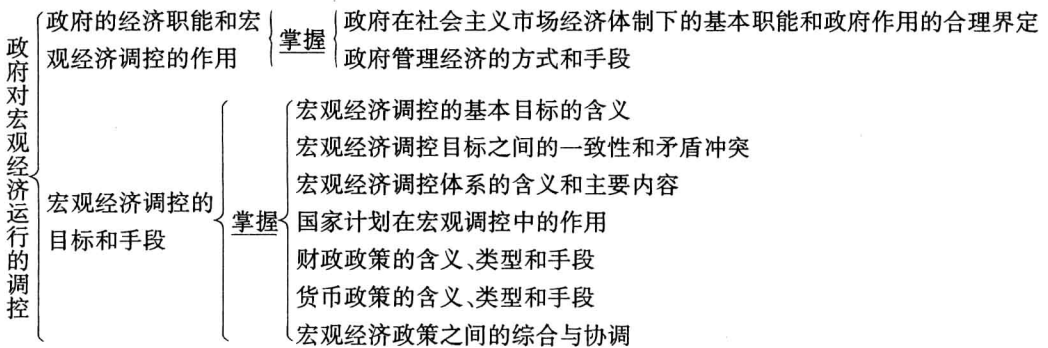 政府对宏观经济运行的调控
政府的经济职能和宏
观经济调控的作用
掌握
政府在社会主义市场经济体制下的基本职能和政府作用的合理界定
政府管理经济的方式和手段
宏观经济调控的
目标和手段
掌握
宏观经济调控的基本目标的含义
宏观经济调控目标之间的一致性和矛盾冲突
宏观经济调控体系的含义和主要内容
国家计划在宏观调控中的作用
财政政策的含义、类型和手段
货币政策的含义、类型和手段
宏观经济政策之间的综合与协调